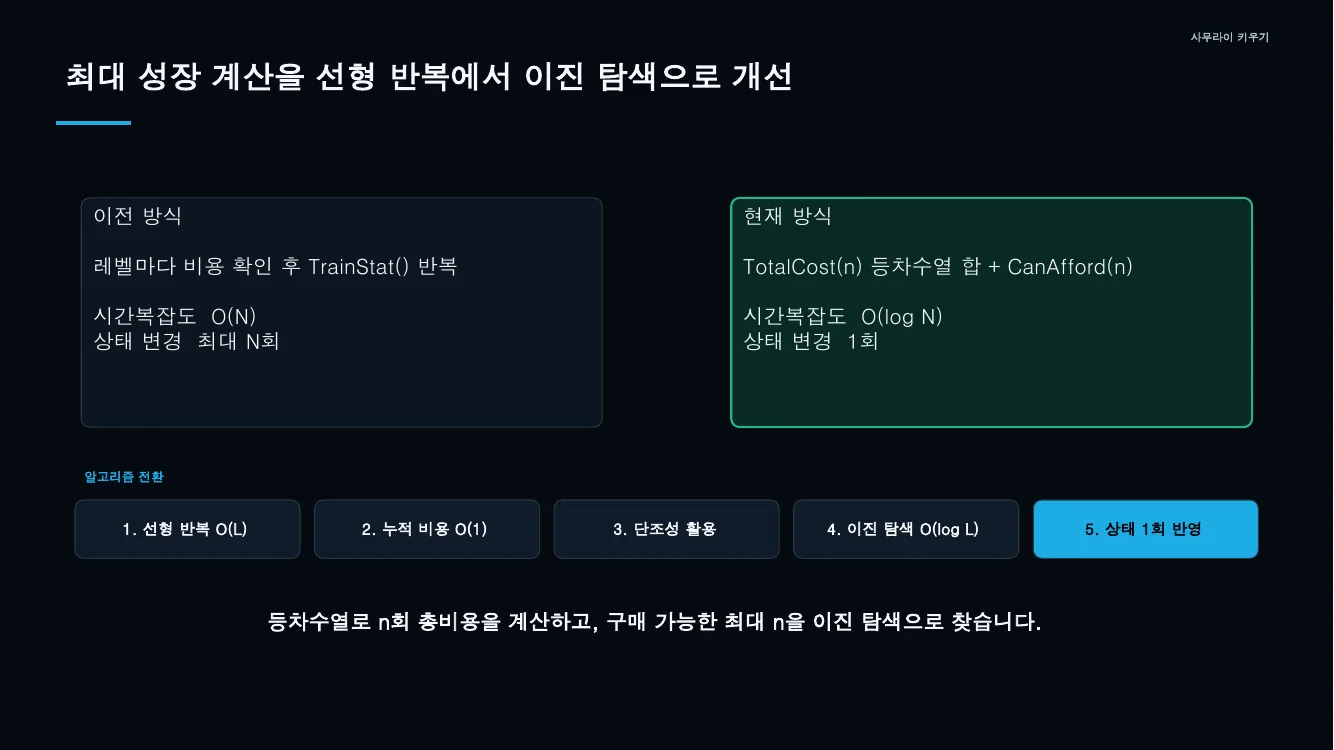 사무라이 키우기
최대 성장 계산을 선형 반복에서 이진 탐색으로 개선
이전 방식
레벨마다 비용 확인 후 TrainStat() 반복
시간복잡도 O(N)
상태 변경 최대 N회
현재 방식
TotalCost(n) 등차수열 합 + CanAfford(n)
시간복잡도 O(log N)
상태 변경 1회
알고리즘 전환
1. 선형 반복 O(L)
2. 누적 비용 O(1)
3. 단조성 활용
4. 이진 탐색 O(log L)
5. 상태 1회 반영
등차수열로 n회 총비용을 계산하고, 구매 가능한 최대 n을 이진 탐색으로 찾습니다.